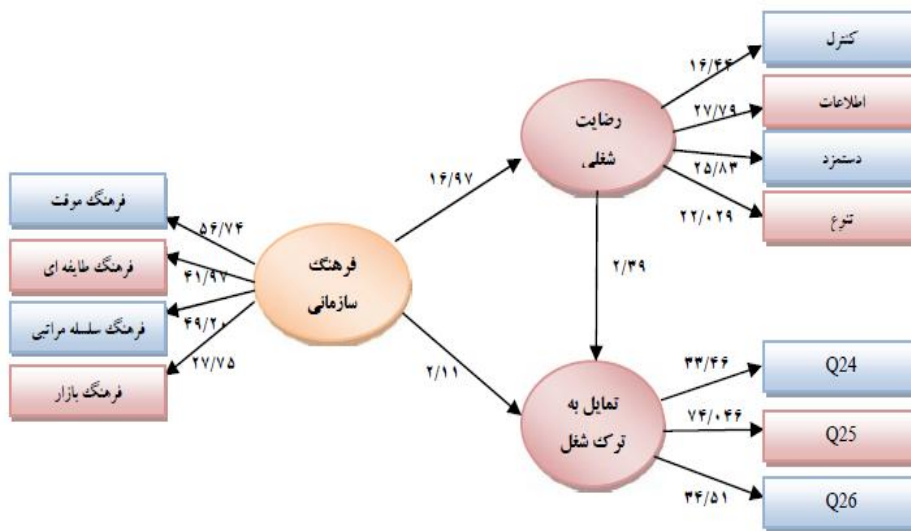 کنترل
۱۶/۴۴
اطلاعات
۲۷/۷۹
رضایت
شغلی
دستمزد
۲۵/۸۳
تنوع
۲۲/۰۲۹
۱۶/۹۷
فرهنگ موقت
۵۶/۷۴
فرهنگ طایفه ای
۴۱/۹۷
فرهنگ
سازمانی
فرهنگ سلسله مراتبی
۴۹/۲۰
فرهنگ بازار
۲۷/۷۵
۲/۳۹
۲/۱۱
Q24
۳۳/۴۶
تمایل به
ترک شغل
Q25
۷۴/۰۴۶
Q26
۳۴/۵۱